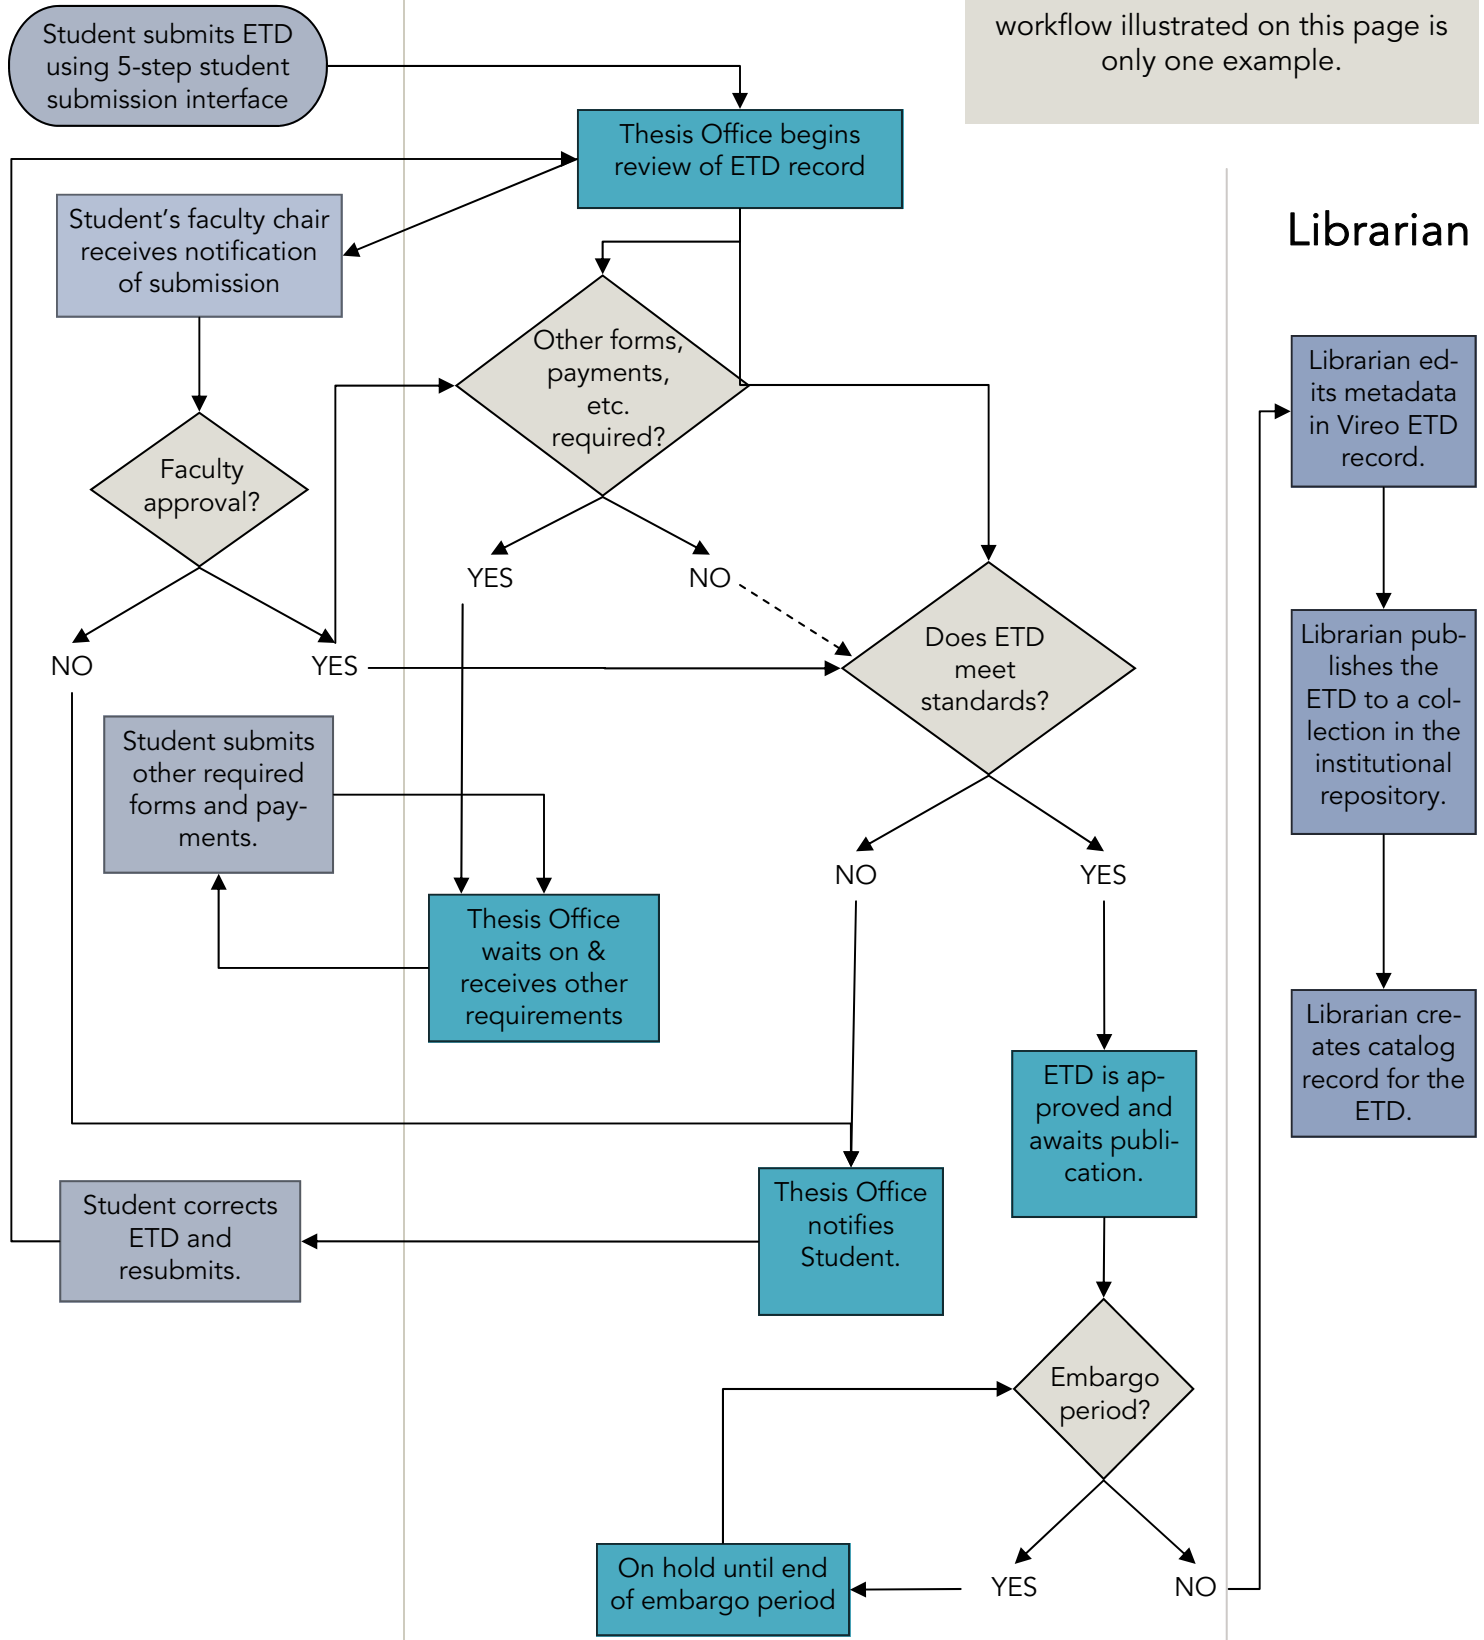 workflow illustrated on this page is
only one example.
Student submits ETD
using 5-step student
submission interface
Thesis Office begins
review of ETD record
Student’s faculty chair
receives notification
of submission
Librarian
Other forms,
payments,
etc.
required?
Librarian ed-
its metadata
in Vireo ETD
record.
Faculty
approval?
YES
NO
NO
YES
Does ETD
meet
standards?
Librarian pub-
lishes the
ETD to a col-
lection in the
institutional
repository.
Student submits
other required
forms and pay-
ments.
NO
YES
Thesis Office
waits on &
receives other
requirements
Librarian cre-
ates catalog
record for the
ETD.
ETD is ap-
proved and
awaits publi-
cation.
Student corrects
ETD and
resubmits.
Thesis Office
notifies
Student.
Embargo
period?
On hold until end
of embargo period
YES
NO